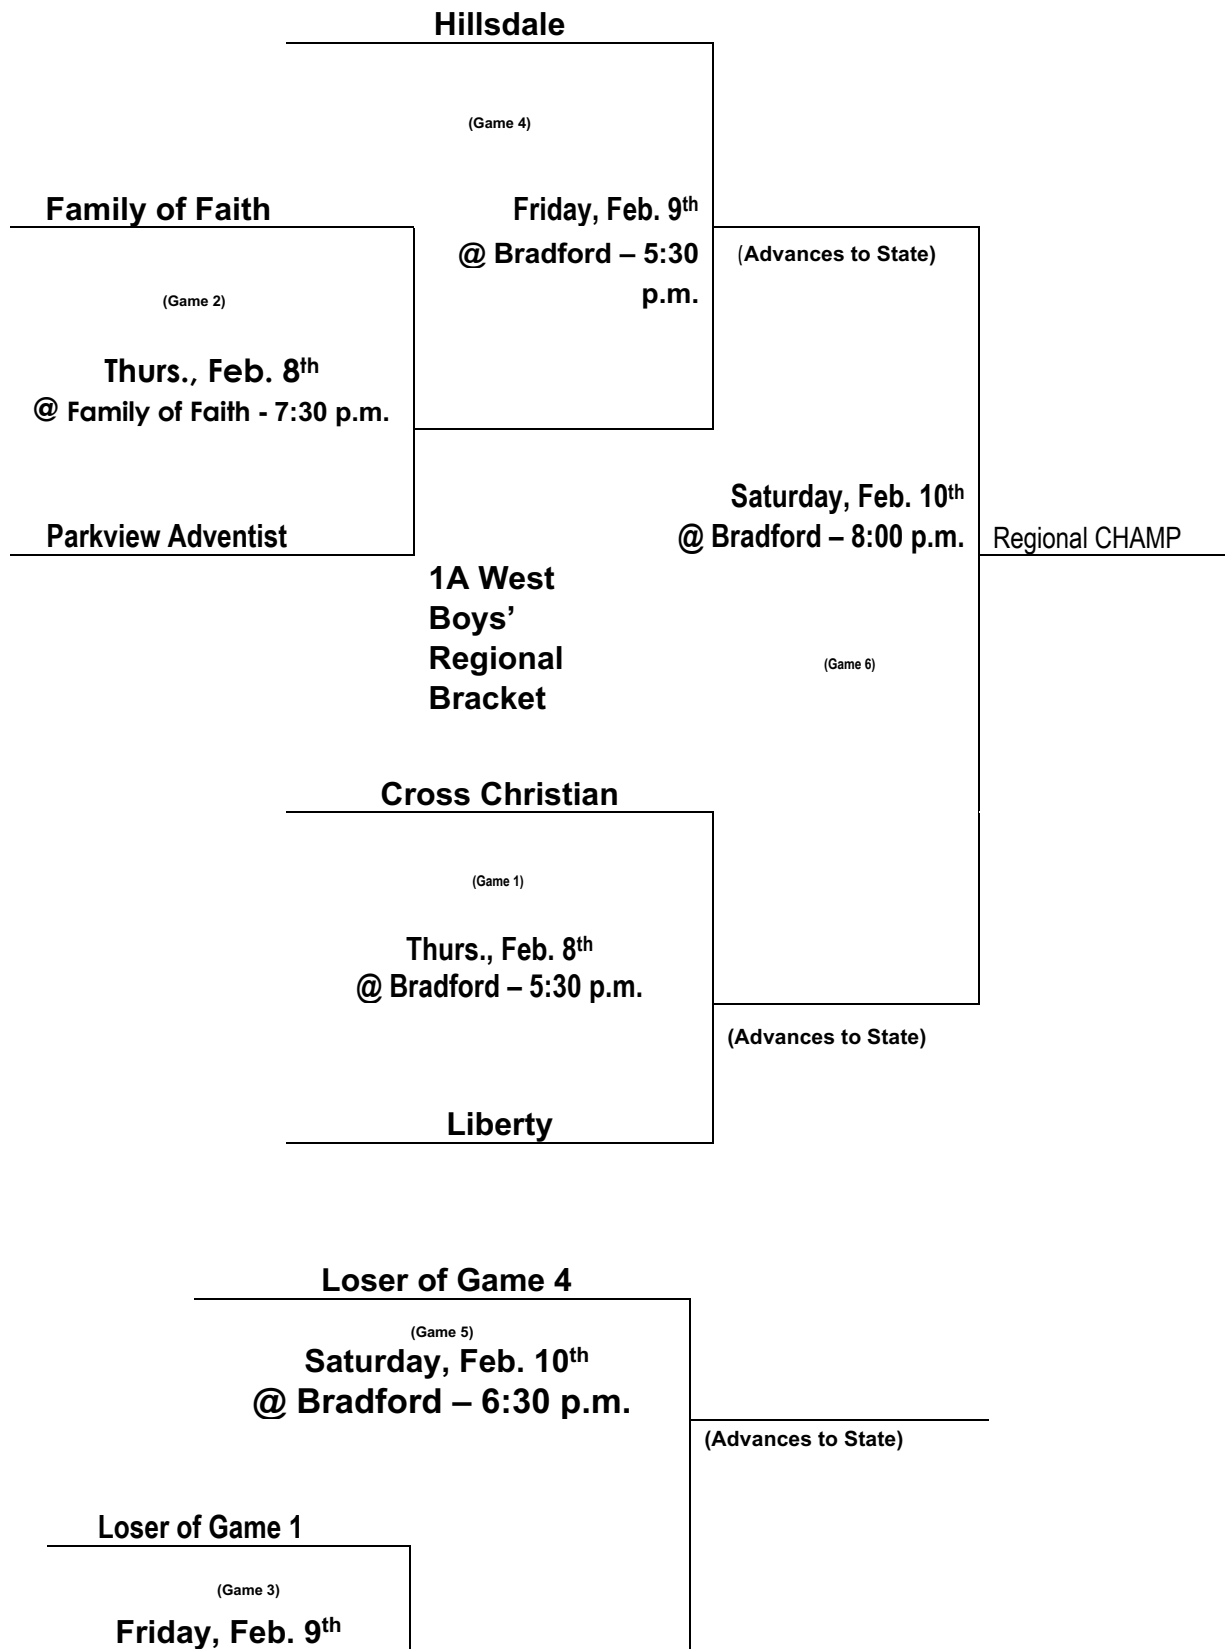 Hillsdale
(Game 4)
Family of Faith
Friday, Feb. 9th
@ Bradford – 5:30
p.m.
(Advances to State)
(Game 2)
Thurs., Feb. 8th
@ Family of Faith - 7:30 p.m.
Saturday, Feb. 10th
@ Bradford – 8:00 p.m.
Parkview Adventist
Regional CHAMP
1A West
Boys’
Regional
Bracket
(Game 6)
Cross Christian
(Game 1)
Thurs., Feb. 8th
@ Bradford – 5:30 p.m.
(Advances to State)
Liberty
Loser of Game 4
(Game 5)
Saturday, Feb. 10th
@ Bradford – 6:30 p.m.
(Advances to State)
Loser of Game 1
(Game 3)
Friday, Feb. 9th